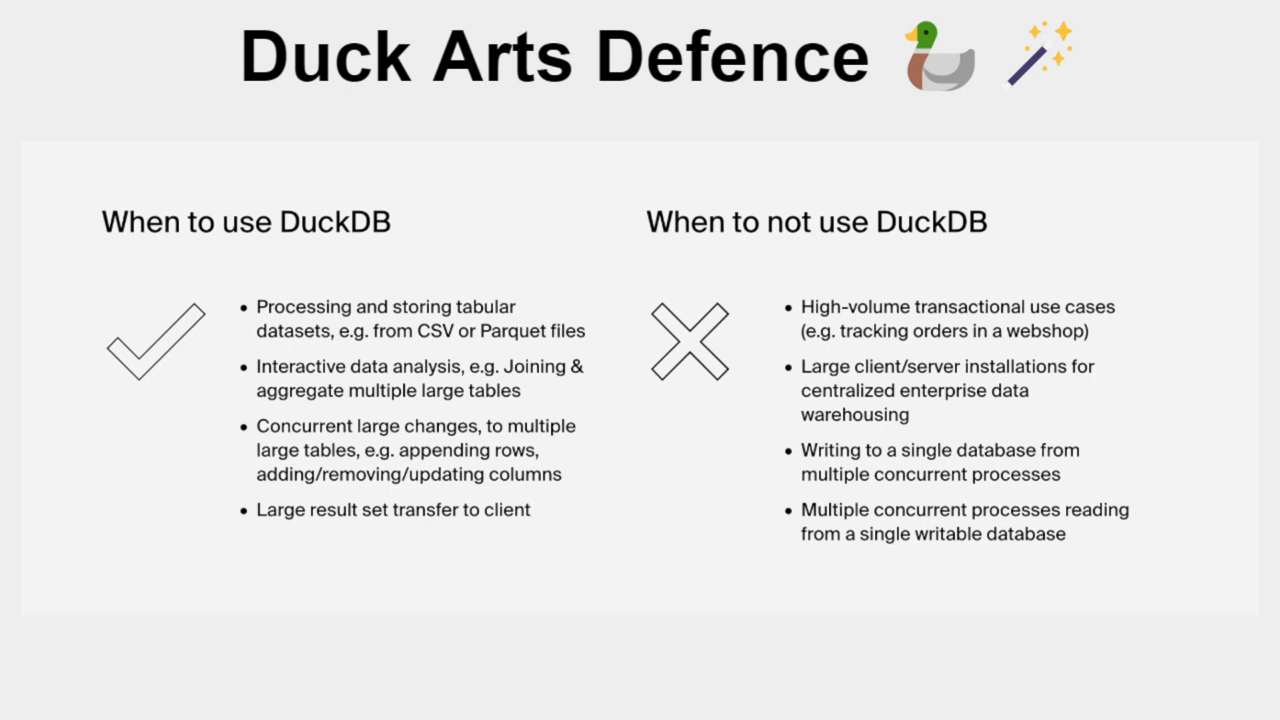 Duck Arts Defence 🦆 🪄
When to use DuckDB
• Processing and storing tabular
datasets, e.g. from CSV or Parquet files
• Interactive data analysis, e.g. Joining &
aggregate multiple large tables
• Concurrent large changes, to multiple
large tables, e.g. appending rows,
adding/removing/updating columns
• Large result set transfer to client
When to not use DuckDB
• High-volume transactional use cases
(e.g. tracking orders in a webshop)
• Large client/server installations for
centralized enterprise data
warehousing
• Writing to a single database from
multiple concurrent processes
• Multiple concurrent processes reading
from a single writable database